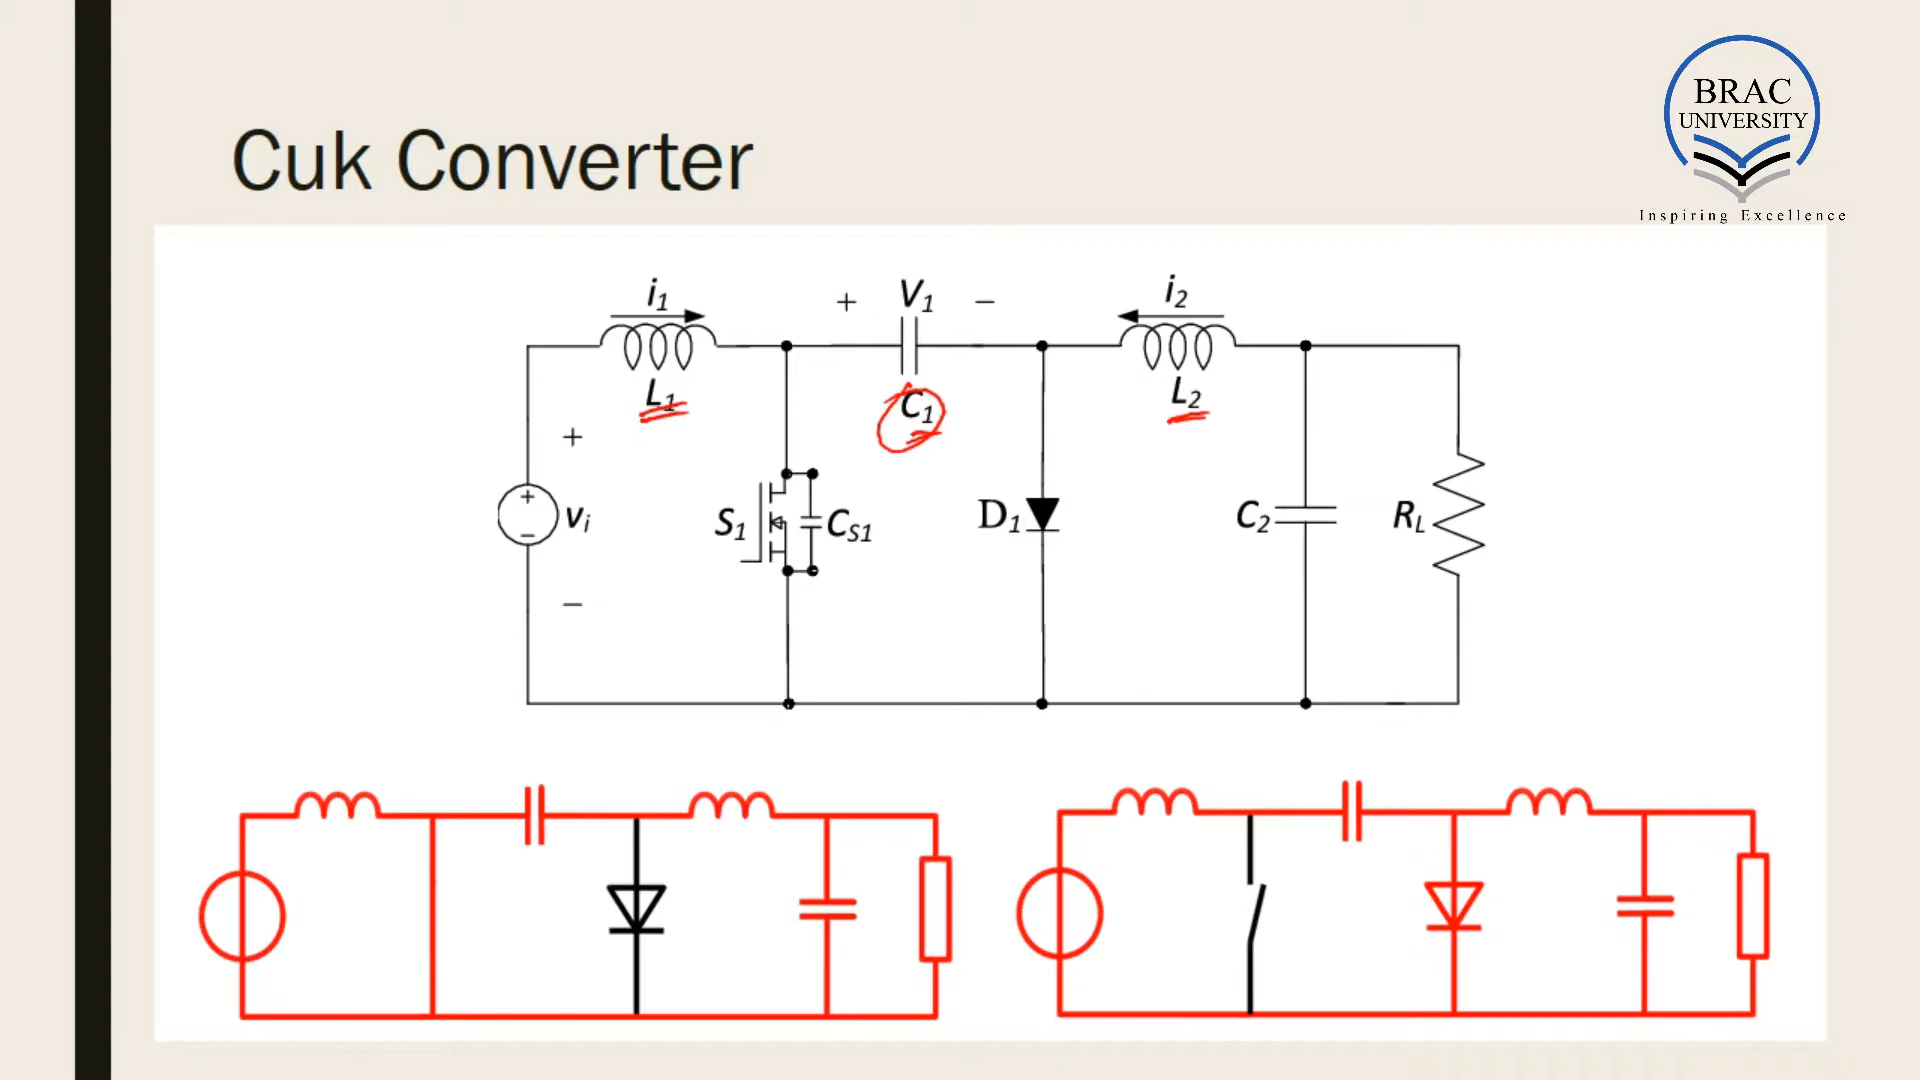 BRAC
UNIVERSITY
Inspiring Excellence
Cuk Converter
i1
+ V1 −
i2
L1
C1
L2
+
+
−
vi
−
S1
CS1
D1
C2
RL